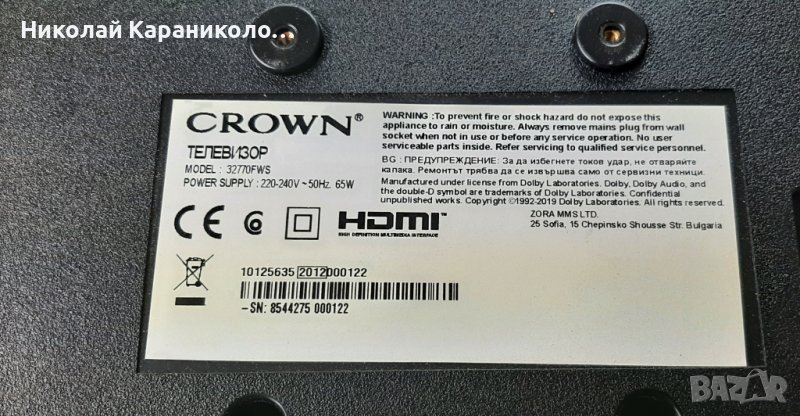 Николай Караниколо...
CROWN®
ТЕЛЕВИЗОР
MODEL : 32770FWS
POWER SUPPLY : 220-240V ~ 50Hz. 65W
WARNING :To prevent fire or shock hazard do not expose this
appliance to rain or moisture. Always remove mains plug from wall
socket when not in use or before any service operation. No user
serviceable parts inside. Refer servicing to qualified service personnel.
BG : ПРЕДУПРЕЖДЕНИЕ: За да избегнете токов удар, не отваряйте
капака. Ремонтът трябва да се извършва от сервизни техници.
Manufactured under license from Dolby Laboratories. Dolby, Dolby Audio, and
the double-D symbol are trademarks of Dolby Laboratories. Confidential
unpublished works. Copyright ©1992-2019 Dolby Laboratories. All rights reserved.
CE
HDMI™
HIGH DEFINITION MULTIMEDIA INTERFACE
ZORA MMS LTD.
25 Sofia, 15 Chepinsko Shousse Str. Bulgaria
10125635 2012000122
-SN: 8544275 000122
BAZAR